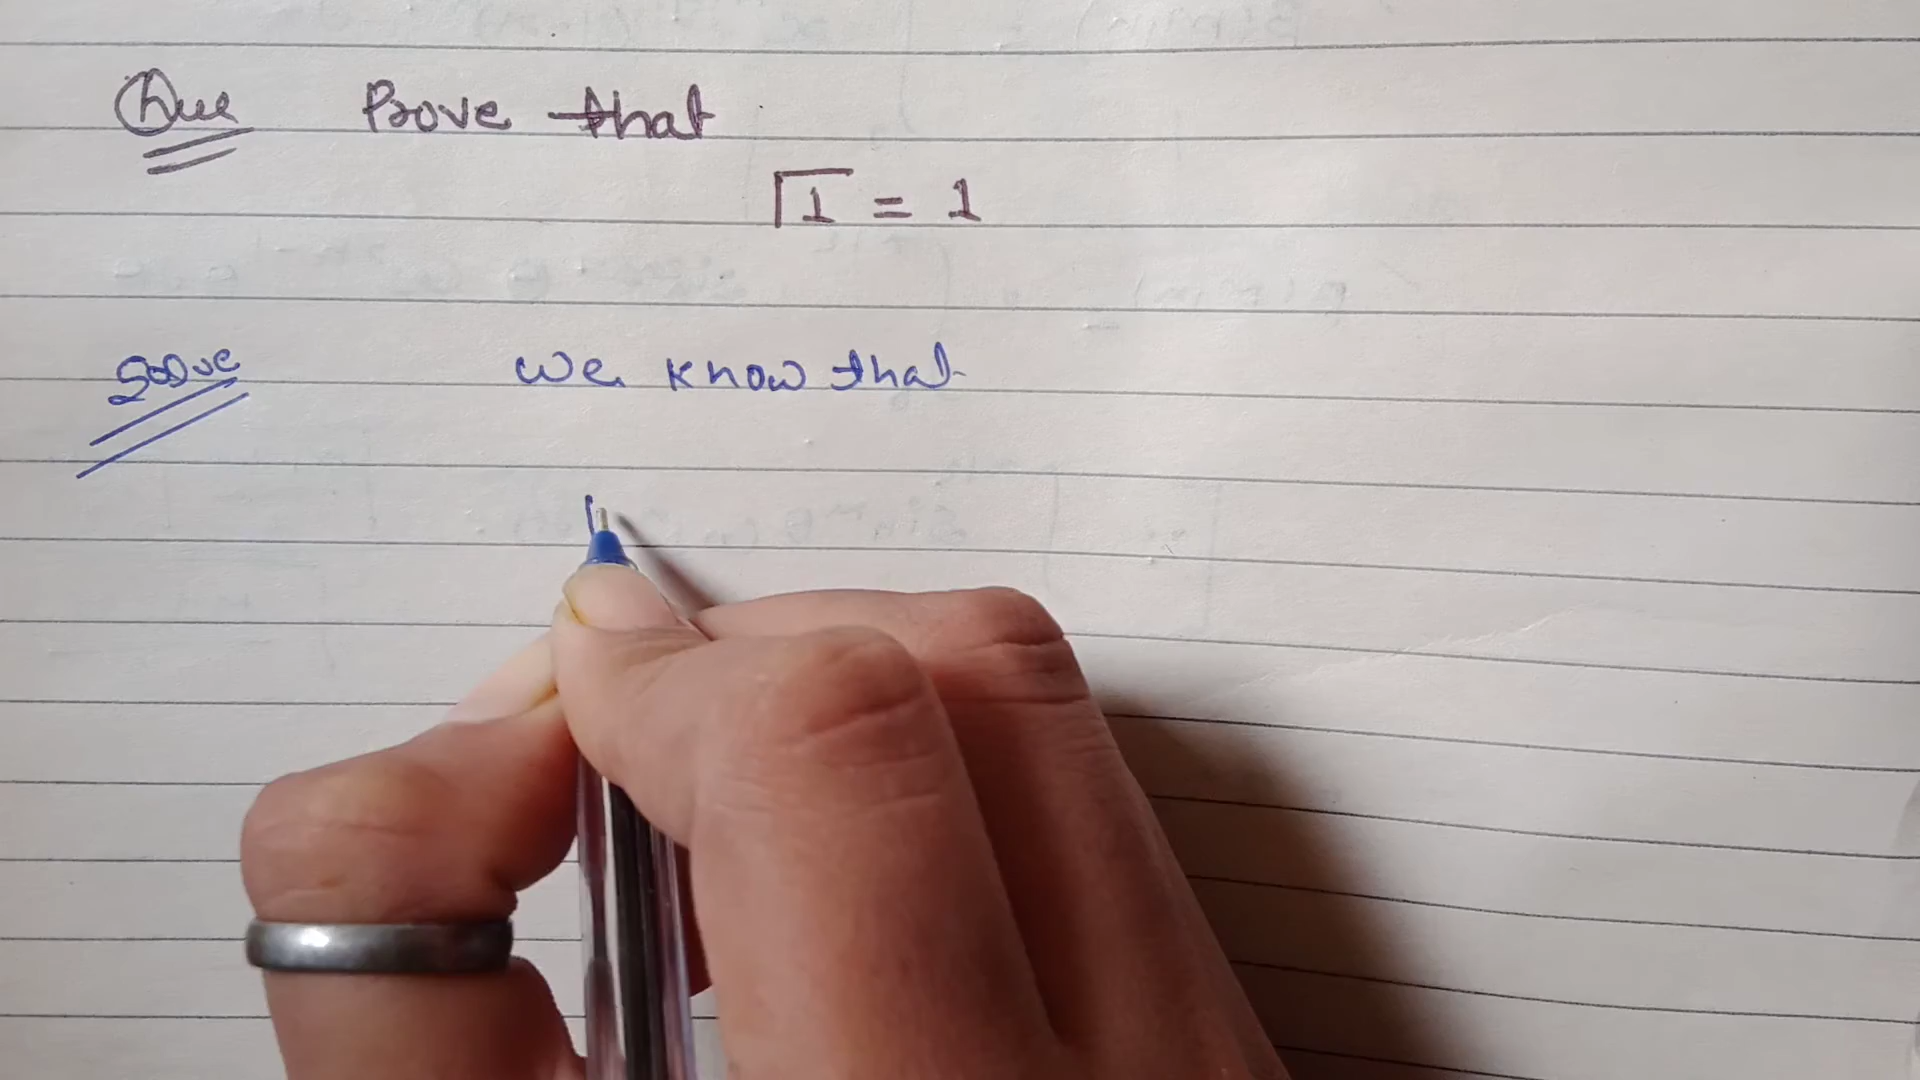 Que Prove that
Γ1 = 1
Solve We know that